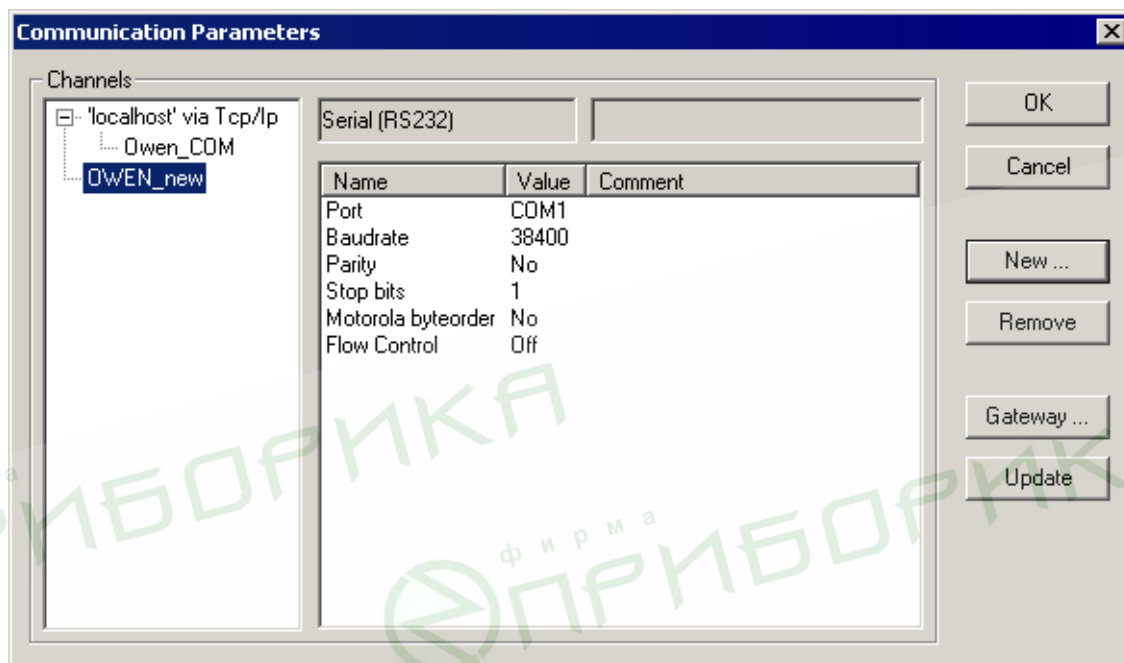 Communication Parameters
Channels
'localhost' via Tcp/Ip
Owen_COM
OWEN_new
Serial (RS232)
Name Value Comment
Port COM1
Baudrate 38400
Parity No
Stop bits 1
Motorola byteorder No
Flow Control Off
OK
Cancel
New ...
Remove
Gateway ...
Update
фирма
ПРИБОРИКА